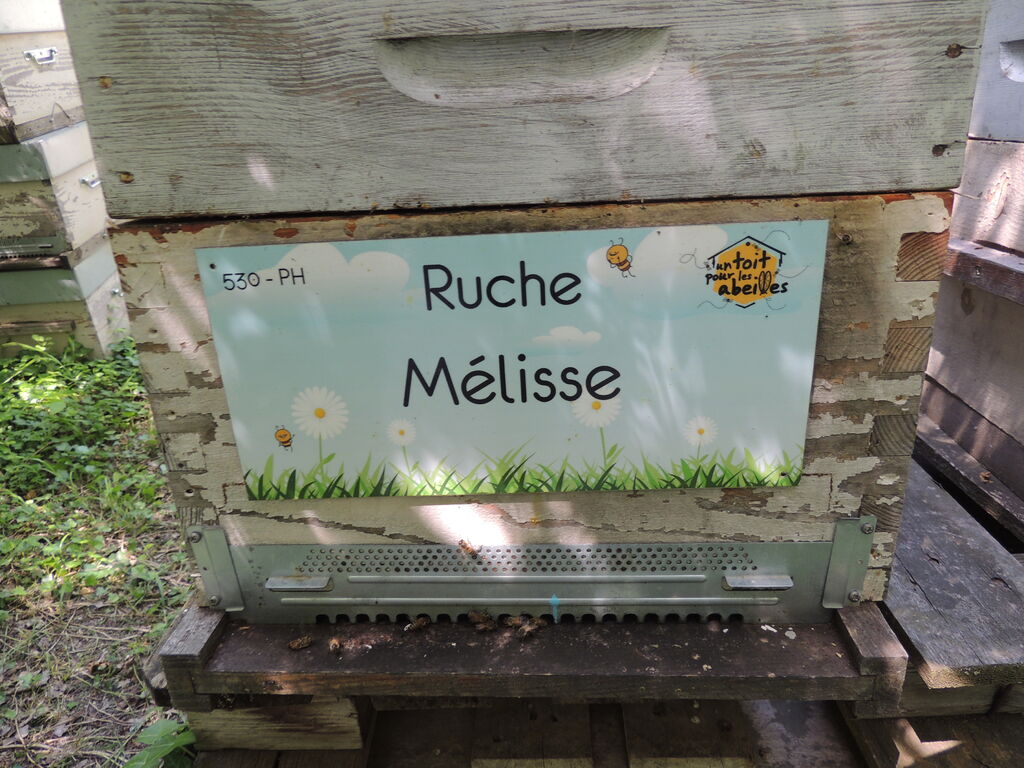 530 - PH
Ruche
Mélisse
un toit
pour les
abeilles